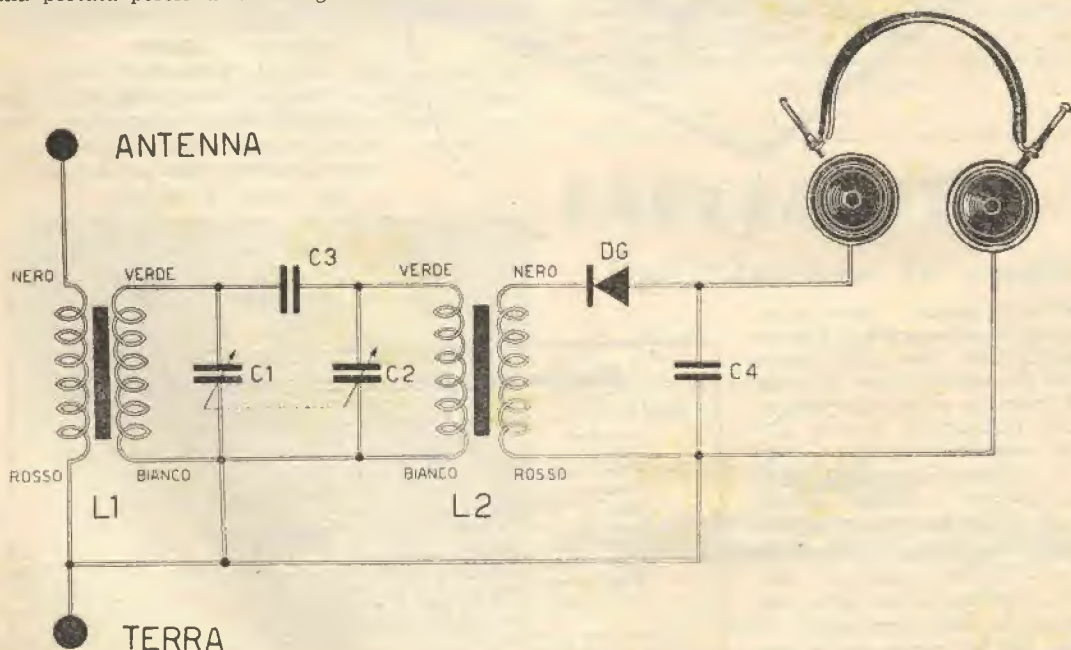 ANTENNA
C3
DG
NERO
VERDE
VERDE
NERO
C1
C2
C4
ROSSO
BIANCO
BIANCO
ROSSO
L1
L2
TERRA